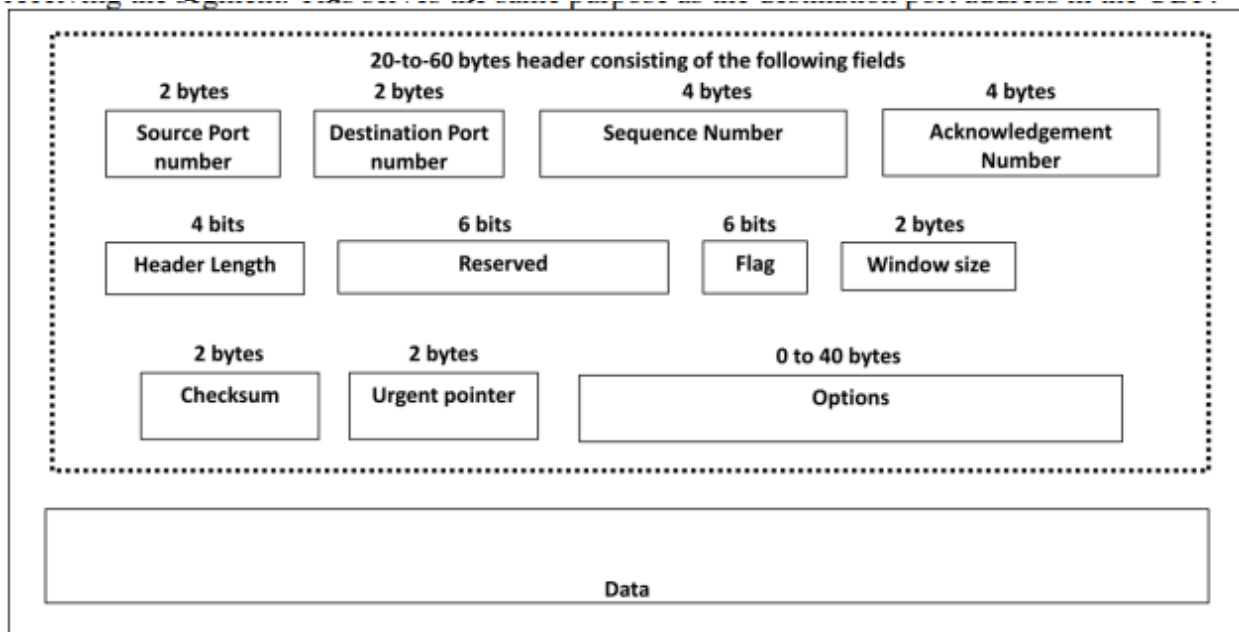 20-to-60 bytes header consisting of the following fields
2 bytes 2 bytes 4 bytes 4 bytes
Source Port number
Destination Port number
Sequence Number
Acknowledgement Number
4 bits 6 bits 6 bits 2 bytes
Header Length Reserved Flag Window size
2 bytes 2 bytes 0 to 40 bytes
Checksum Urgent pointer Options
Data